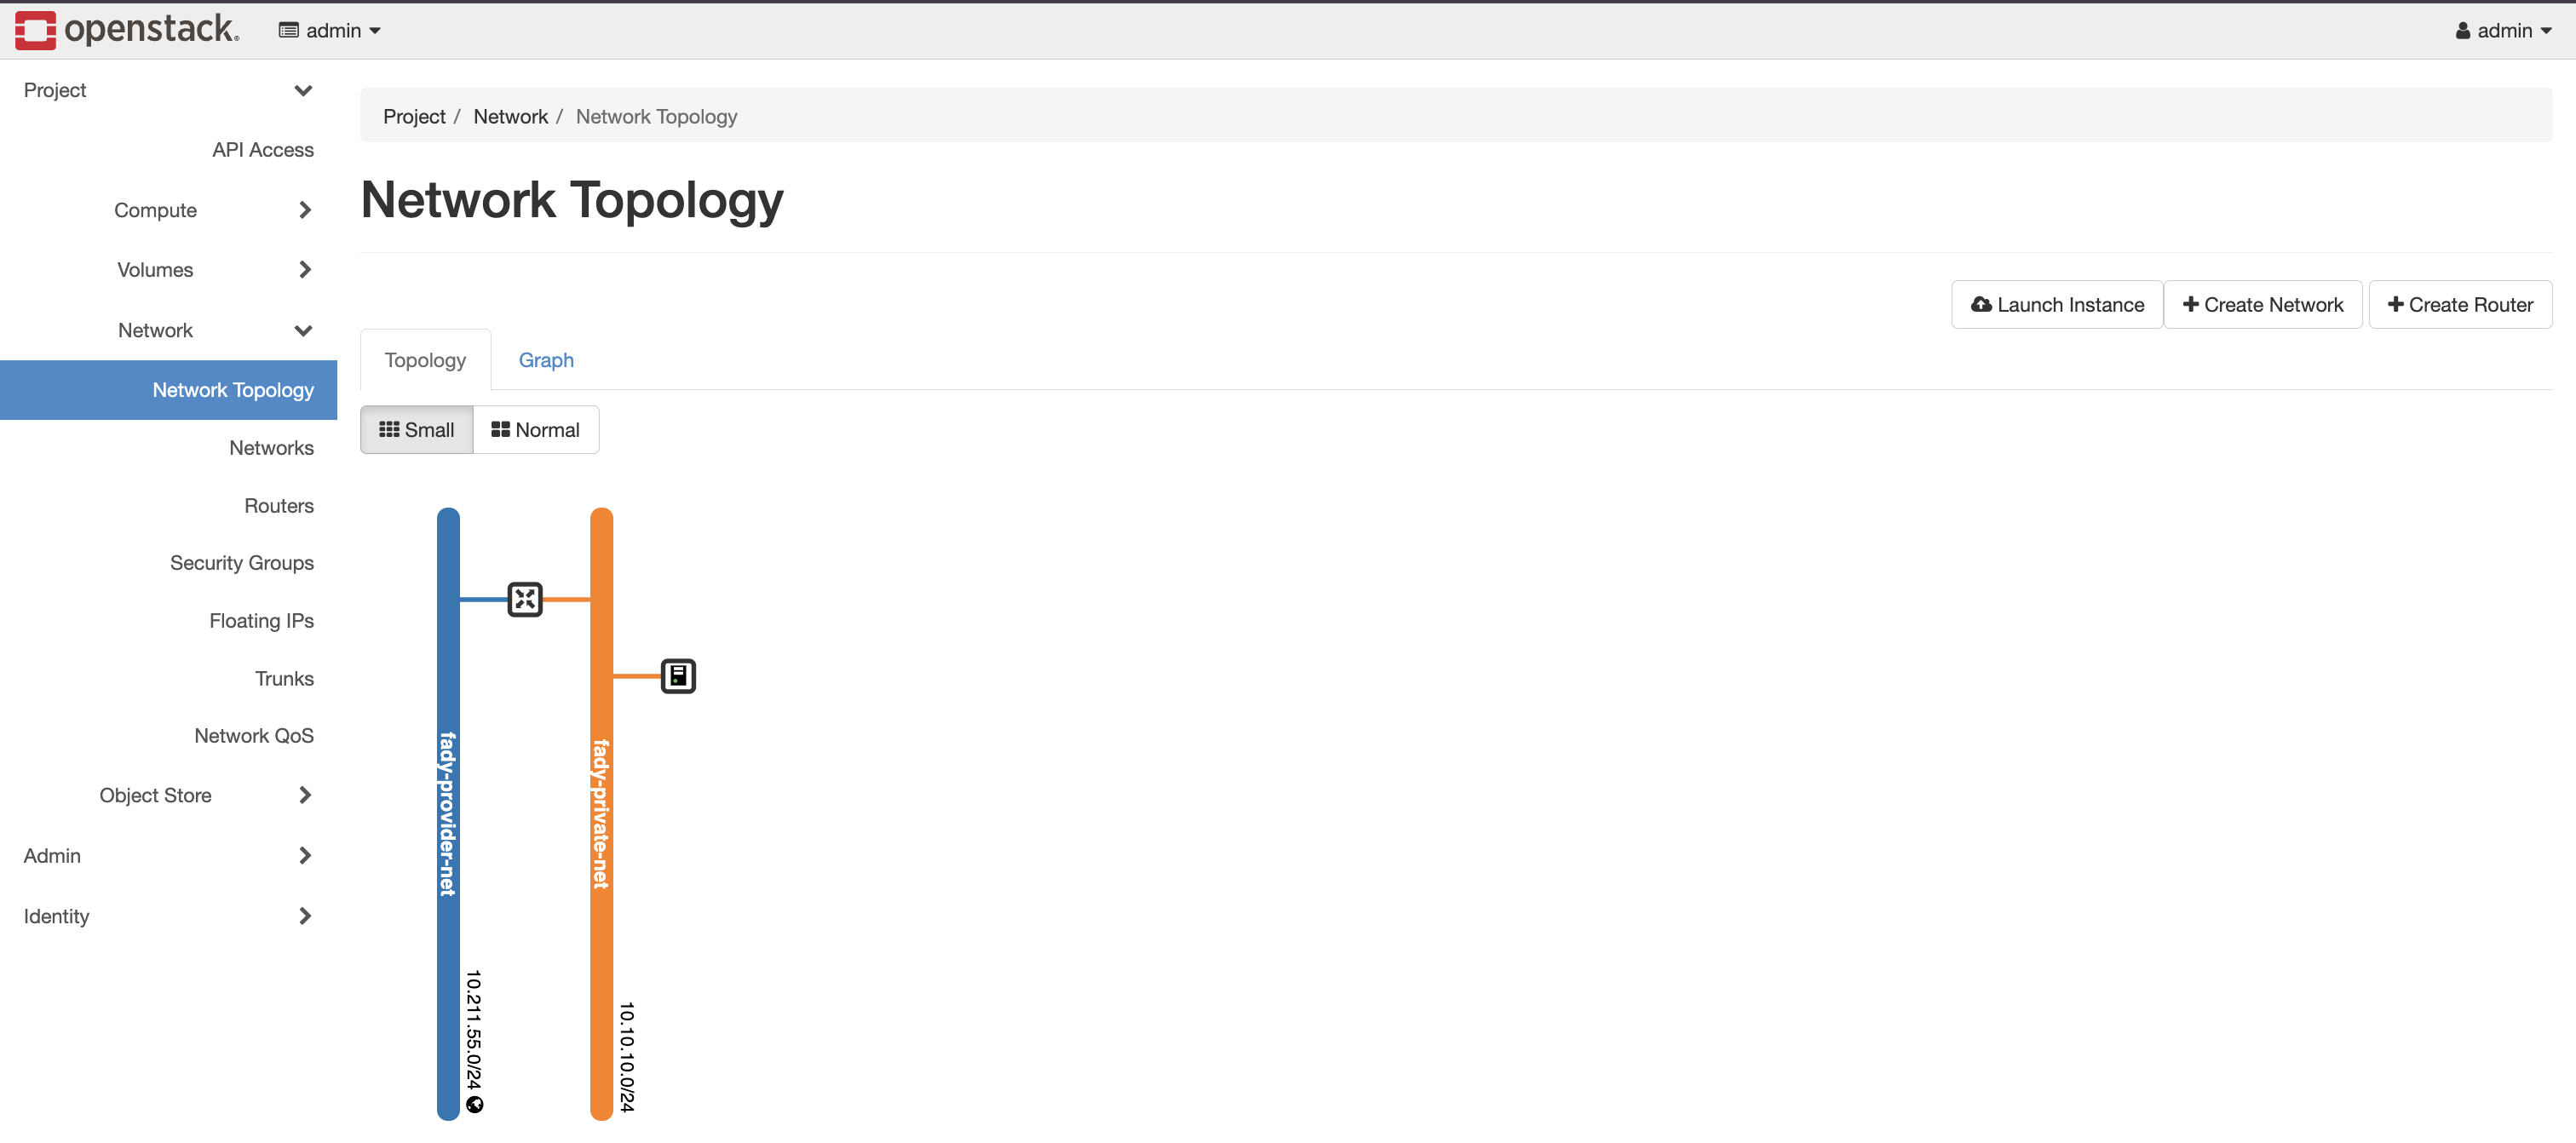 openstack.
admin
admin
Project
API Access
Compute
Volumes
Network
Network Topology
Networks
Routers
Security Groups
Floating IPs
Trunks
Network QoS
Object Store
Admin
Identity
Project / Network / Network Topology
Network Topology
Launch Instance
Create Network
Create Router
Topology
Graph
Small
Normal
fady-provider-net
10.211.55.0/24
fady-private-net
10.10.10.0/24